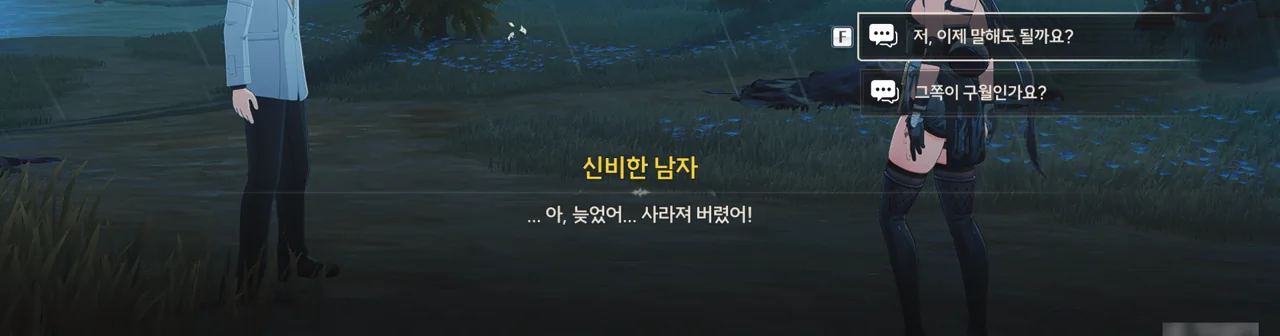 F
저, 이제 말해도 될까요?
그쪽이 구월인가요?
신비한 남자
... 아, 늦었어... 사라져 버렸어!